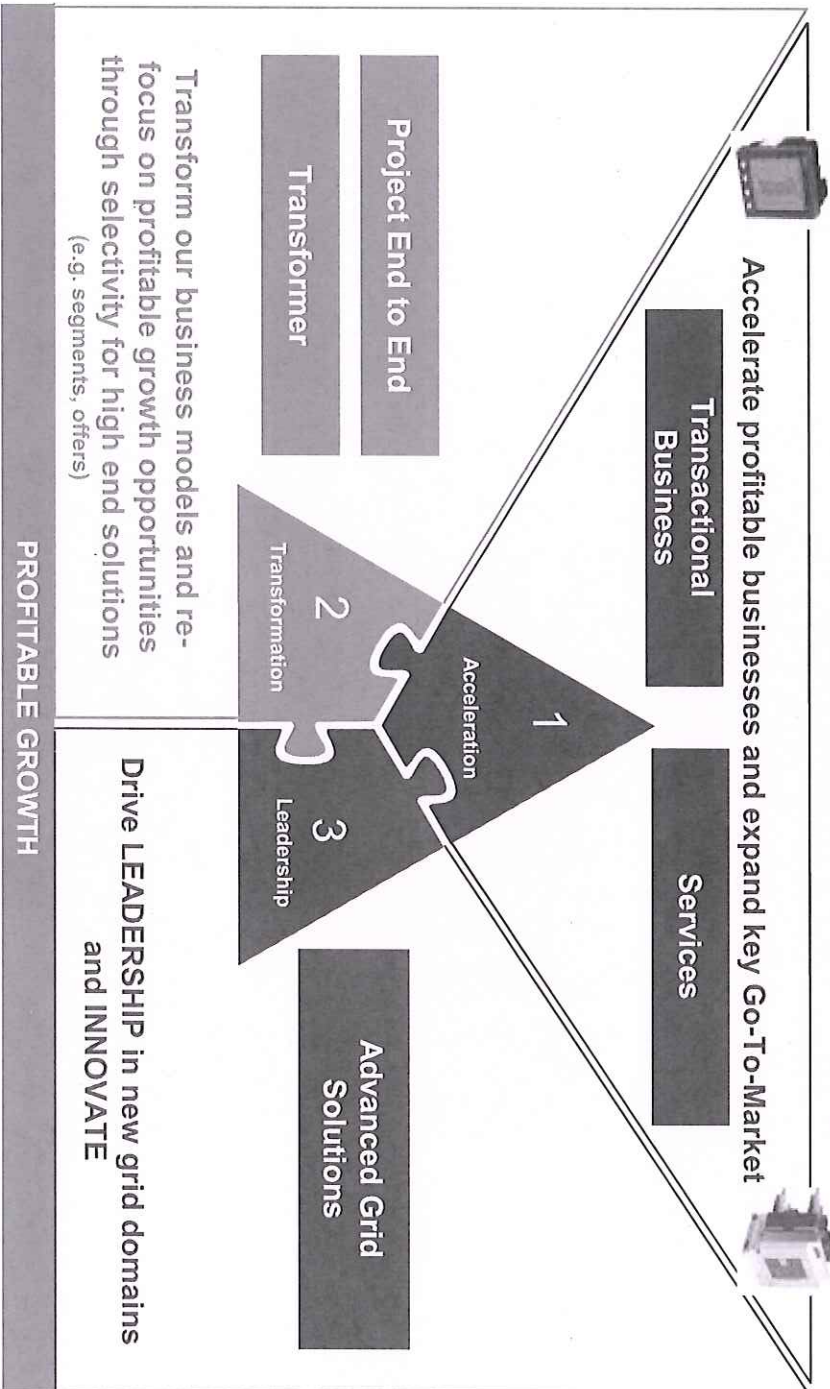 Accelerate profitable businesses and expand key Go-To-Market
Transactional
Business
Services
1
Acceleration
Project End to End
Transformer
2
Transformation
3
Leadership
Advanced Grid
Solutions
Transform our business models and re-
focus on profitable growth opportunities
through selectivity for high end solutions
(e.g. segments, offers)
Drive LEADERSHIP in new grid domains
and INNOVATE
PROFITABLE GROWTH